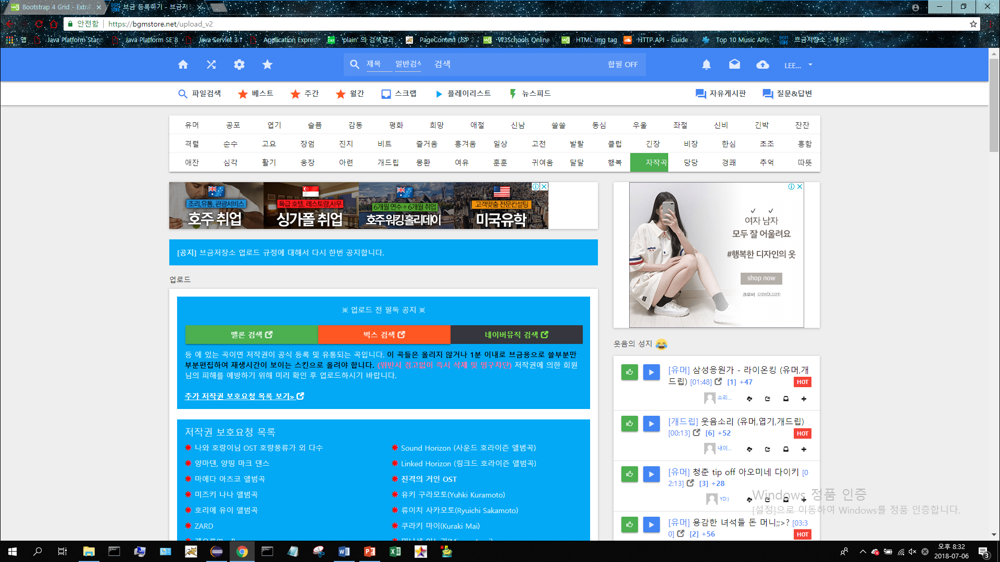 Bootstrap 4 Grid - Extra
브금 등록하기 - 브금저장
안전함 https://bgmstore.net/upload_v2
앱 Java Platform Stand Java Platform SE 8 Java Servlet 3.1 Application Expres 'plain' 의 검색결과 PageContext (JSP 2 W3Schools Online HTML img tag HTTP API - Guide Top 10 Music APIs 브금저장소 :: 세상으
제목 일반검색 검색 합필 OFF LEE...
파일검색 베스트 주간 월간 스크랩 플레이리스트 뉴스피드 자유게시판 질문&답변
유머 공포 엽기 슬픔 감동 평화 희망 애절 신남 쓸쓸 동심 우울 좌절 신비 긴박 잔잔
격렬 순수 고요 장엄 진지 비트 즐거움 흥겨움 일상 고전 발랄 클럽 긴장 비장 한심 초조 흥함
애잔 심각 활기 웅장 아련 개드립 몽환 여유 훈훈 귀여움 달달 행복 자작곡 당당 경쾌 추억 따뜻
조리,유통,관광서비스
호주 취업
특급 호텔, 레스토랑,사무
싱가폴 취업
6개월 연수 + 6개월 취업
호주 워킹홀리데이
고객맞춤 전문컨설팅
미국유학
여자 남자
모두 잘 어울려요
#행복한 디자인의 옷
shop now
크루비 crewbi.com
[공지] 브금저장소 업로드 규정에 대해서 다시 한번 공지합니다.
업로드
※ 업로드 전 필독 공지 ※
멜론 검색 벅스 검색 네이버뮤직 검색
등 에 있는 곡이면 저작권이 공식 등록 및 유통되는 곡입니다. 이 곡들은 올리지 않거나 1분 이내로 브금용으로 쓸부분만
부분편집하여 재생시간이 보이는 스킨으로 올려야 합니다. (위반시 경고없이 즉시 삭제 및 영구차단) 저작권에 의한 회원
님의 피해를 예방하기 위해 미리 확인 후 업로드하시기 바랍니다.
추가 저작권 보호요청 목록 보기»
저작권 보호요청 목록
나와 호랑이님 OST 호랑풍류가 외 다수
양마댄, 양띵 마크 댄스
마에다 아츠코 앨범곡
미즈키 나나 앨범곡
호리에 유이 앨범곡
ZARD
Sound Horizon (사운드 호라이즌 앨범곡)
Linked Horizon (링크드 호라이즌 앨범곡)
진격의 거인 OST
유키 구라모토(Yuhki Kuramoto)
류이치 사카모토(Ryuichi Sakamoto)
쿠라키 마이(Kuraki Mai)
웃음의 성지
[유머] 삼성응원가 - 라이온킹 (유머,개
드립) [01:48] [1] +47 HOT
소리...
[개드립] 웃음소리 (유머,엽기,개드립)
[00:13] [6] +52 HOT
내이...
[유머] 청춘 tip off 아오미네 다이키 [0
2:13] [3] +28
YD:)
[유머] 용감한 녀석들 돈 머니;;>? [03:3
0] [2] +56 HOT
Windows 정품 인증
[설정]으로 이동하여 Windows를 정품 인증합니다.
오후 8:32
2018-07-06
3